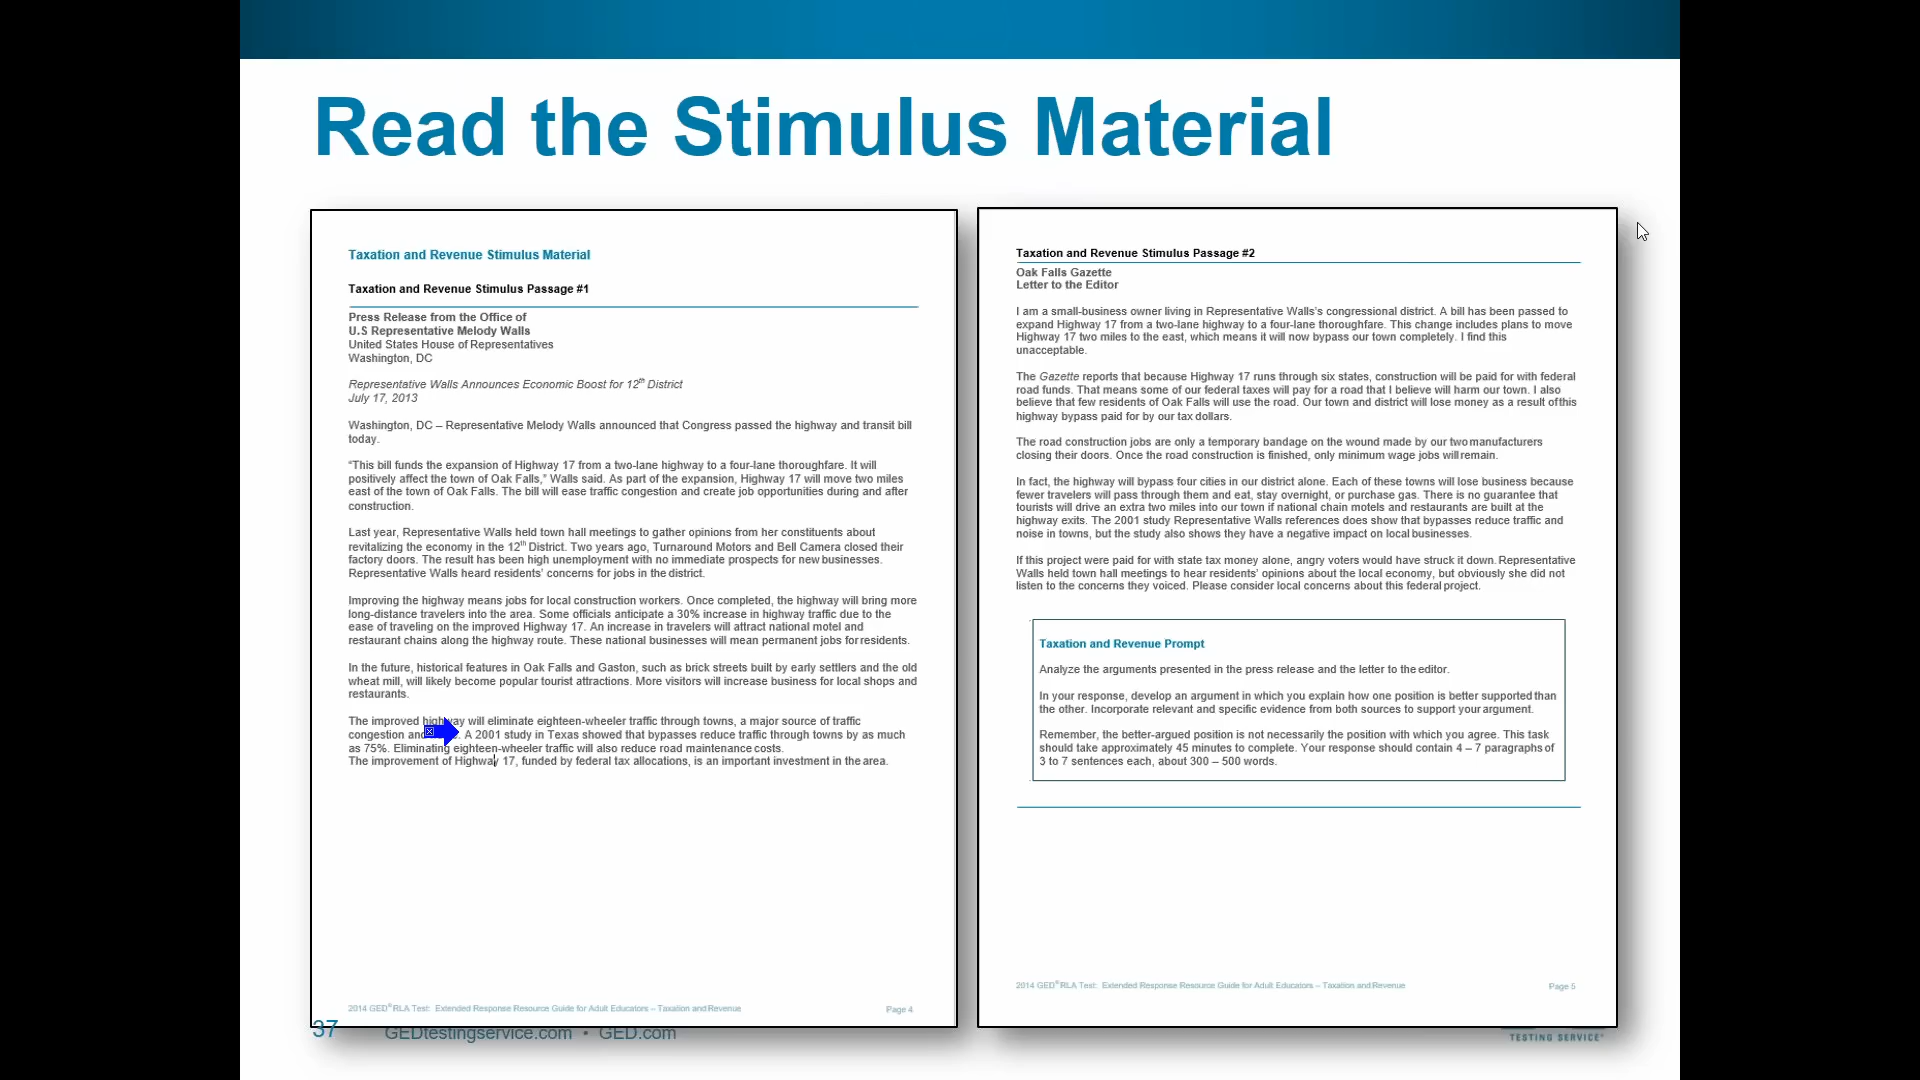 Read the Stimulus Material
Taxation and Revenue Stimulus Material
Taxation and Revenue Stimulus Passage #1
Press Release from the Office of
U.S Representative Melody Walls
United States House of Representatives
Washington, DC
Representative Walls Announces Economic Boost for 12th District
July 17, 2013
Washington, DC – Representative Melody Walls announced that Congress passed the highway and transit bill
today.
“This bill funds the expansion of Highway 17 from a two-lane highway to a four-lane thoroughfare. It will
positively affect the town of Oak Falls,” Walls said. As part of the expansion, Highway 17 will move two miles
east of the town of Oak Falls. The bill will ease traffic congestion and create job opportunities during and after
construction.
Last year, Representative Walls held town hall meetings to gather opinions from her constituents about
revitalizing the economy in the 12th District. Two years ago, Turnaround Motors and Bell Camera closed their
factory doors. The result has been high unemployment with no immediate prospects for new businesses.
Representative Walls heard residents’ concerns for jobs in the district.
Improving the highway means jobs for local construction workers. Once completed, the highway will bring more
long-distance travelers into the area. Some officials anticipate a 30% increase in highway traffic due to the
ease of traveling on the improved Highway 17. An increase in travelers will attract national motel and
restaurant chains along the highway route. These national businesses will mean permanent jobs for residents.
In the future, historical features in Oak Falls and Gaston, such as brick streets built by early settlers and the old
wheat mill, will likely become popular tourist attractions. More visitors will increase business for local shops and
restaurants.
The improved highway will eliminate eighteen-wheeler traffic through towns, a major source of traffic
congestion A 2001 study in Texas showed that bypasses reduce traffic through towns by as much
as 75%. Eliminating eighteen-wheeler traffic will also reduce road maintenance costs.
The improvement of Highway 17, funded by federal tax allocations, is an important investment in the area.
2014 GED® RLA Test: Extended Response Resource Guide for Adult Educators – Taxation and Revenue
Page 4
Taxation and Revenue Stimulus Passage #2
Oak Falls Gazette
Letter to the Editor
I am a small-business owner living in Representative Walls’s congressional district. A bill has been passed to
expand Highway 17 from a two-lane highway to a four-lane thoroughfare. This change includes plans to move
Highway 17 two miles to the east, which means it will now bypass our town completely. I find this
unacceptable.
The Gazette reports that because Highway 17 runs through six states, construction will be paid for with federal
road funds. That means some of our federal taxes will pay for a road that I believe will harm our town. I also
believe that few residents of Oak Falls will use the road. Our town and district will lose money as a result of this
highway bypass paid for by our tax dollars.
The road construction jobs are only a temporary bandage on the wound made by our two manufacturers
closing their doors. Once the road construction is finished, only minimum wage jobs will remain.
In fact, the highway will bypass four cities in our district alone. Each of these towns will lose business because
fewer travelers will pass through them and eat, stay overnight, or purchase gas. There is no guarantee that
tourists will drive an extra two miles into our town if national chain motels and restaurants are built at the
highway exits. The 2001 study Representative Walls references does show that bypasses reduce traffic and
noise in towns, but the study also shows they have a negative impact on local businesses.
If this project were paid for with state tax money alone, angry voters would have struck it down. Representative
Walls held town hall meetings to hear residents’ opinions about the local economy, but obviously she did not
listen to the concerns they voiced. Please consider local concerns about this federal project.
Taxation and Revenue Prompt
Analyze the arguments presented in the press release and the letter to the editor.
In your response, develop an argument in which you explain how one position is better supported than
the other. Incorporate relevant and specific evidence from both sources to support your argument.
Remember, the better-argued position is not necessarily the position with which you agree. This task
should take approximately 45 minutes to complete. Your response should contain 4 – 7 paragraphs of
3 to 7 sentences each, about 300 – 500 words.
2014 GED® RLA Test: Extended Response Resource Guide for Adult Educators – Taxation and Revenue
Page 5
37
GEDtestingservice.com • GED.com
TESTING SERVICE®